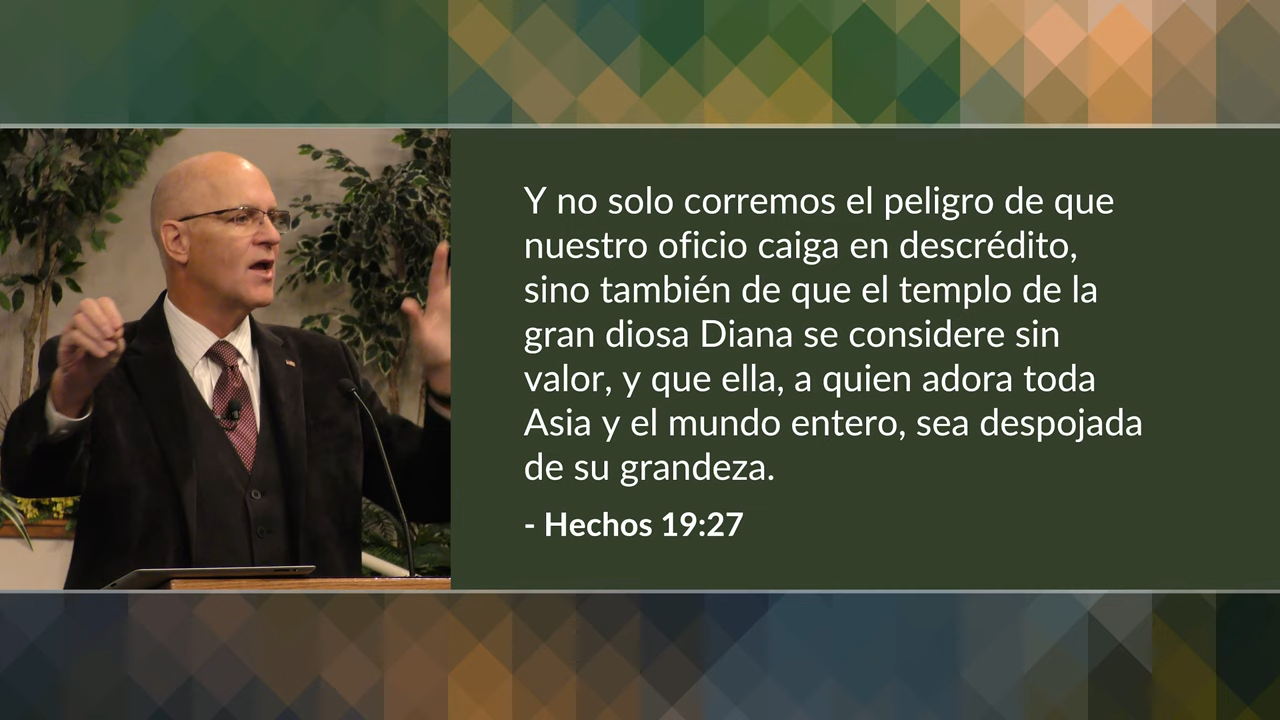 Y no solo corremos el peligro de que
nuestro oficio caiga en descrédito,
sino también de que el templo de la
gran diosa Diana se considere sin
valor, y que ella, a quien adora toda
Asia y el mundo entero, sea despojada
de su grandeza.
- Hechos 19:27